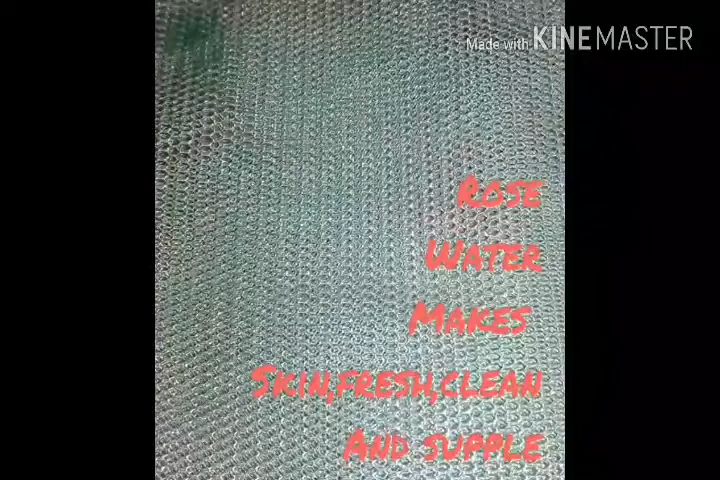 Made with KINEMASTER
ROSE
WATER
MAKES
SKIN,FRESH,CLEAN
AND SUPPLE